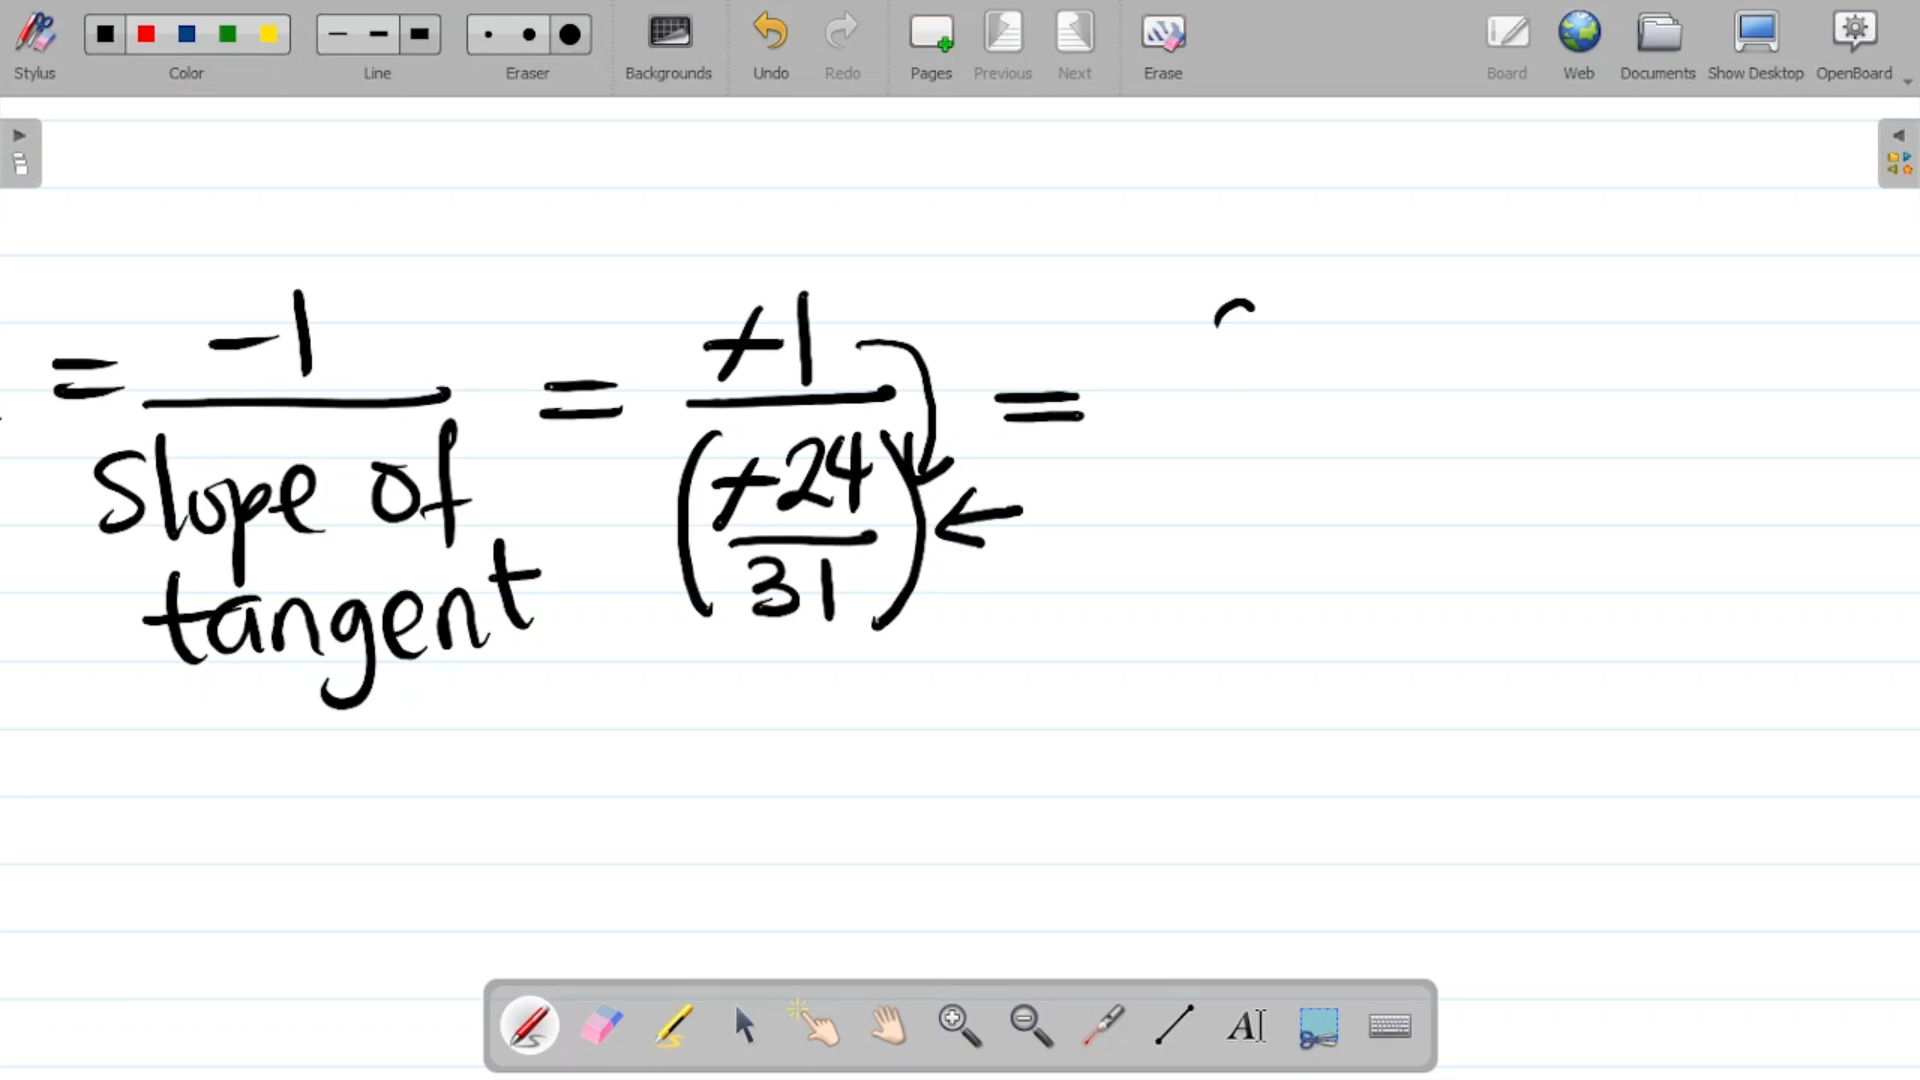 Stylus Color Line Eraser Backgrounds Undo Redo Pages Previous Next Erase Board Web Documents Show Desktop OpenBoard
= -1 / slope of tangent = -1 / (-24 / 31) =
AI